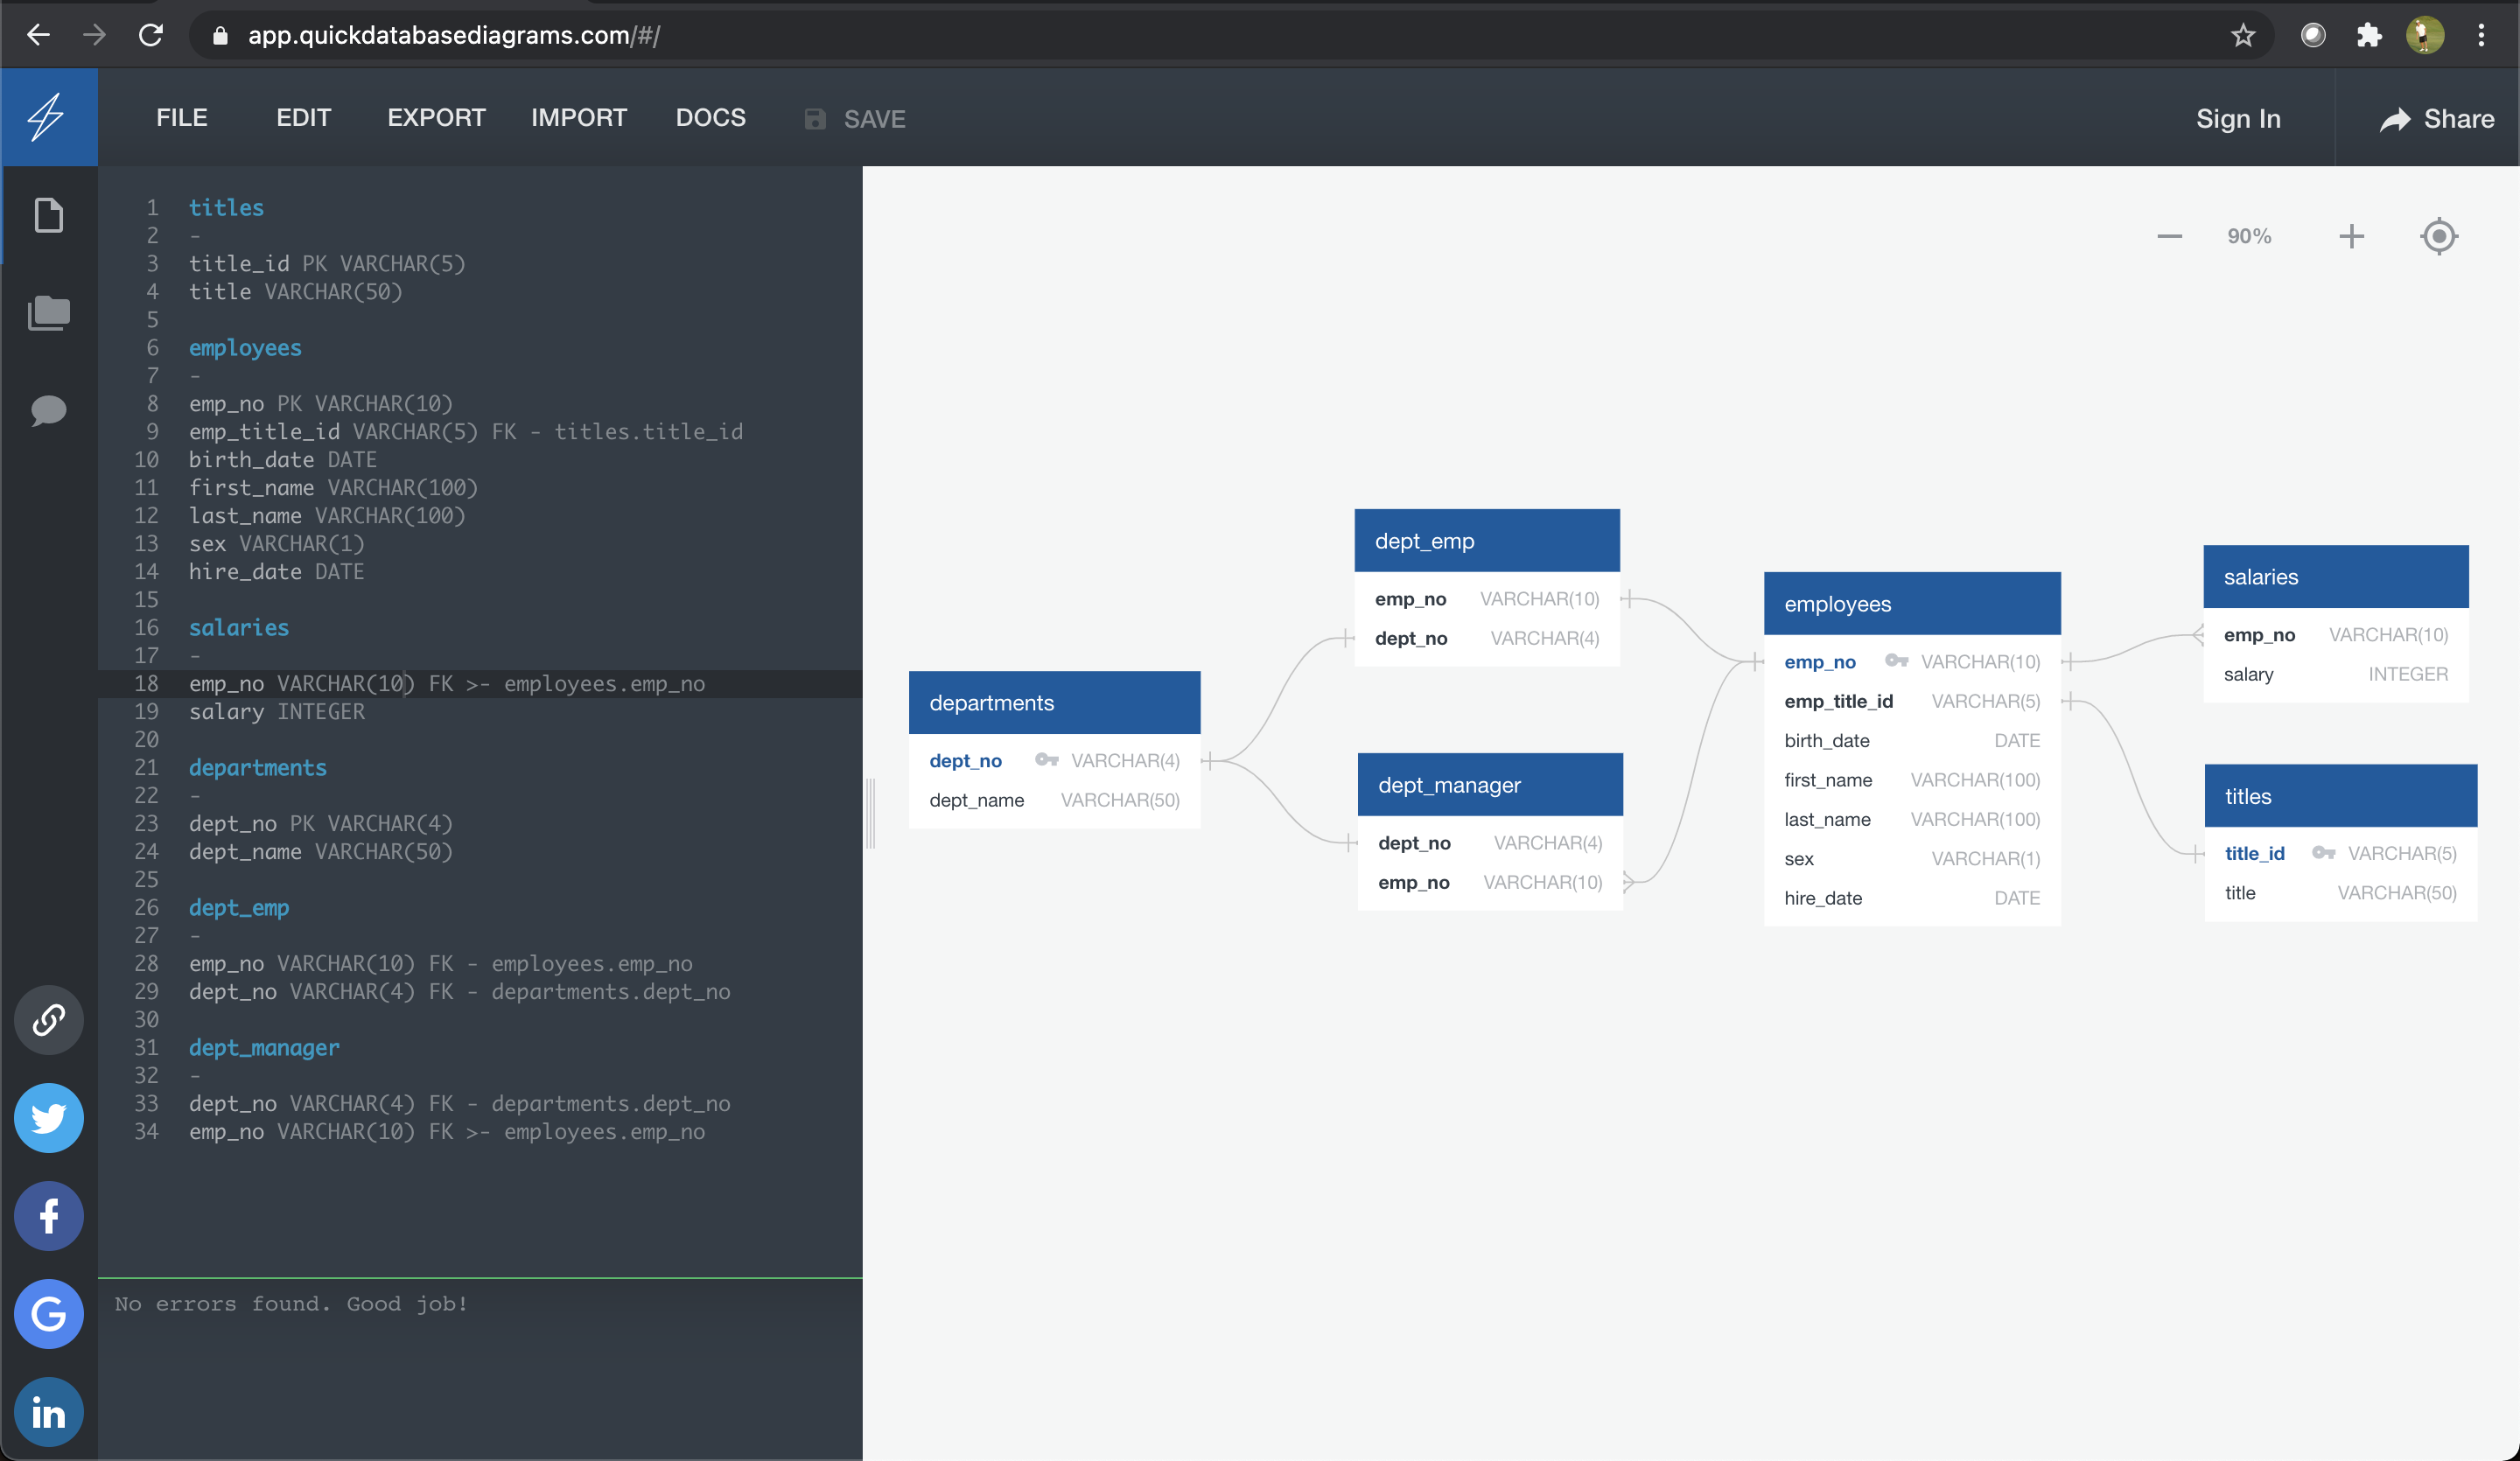 app.quickdatabasediagrams.com/#/
FILE EDIT EXPORT IMPORT DOCS SAVE Sign In Share
1 titles
2 -
3 title_id PK VARCHAR(5)
4 title VARCHAR(50)
5
6 employees
7 -
8 emp_no PK VARCHAR(10)
9 emp_title_id VARCHAR(5) FK - titles.title_id
10 birth_date DATE
11 first_name VARCHAR(100)
12 last_name VARCHAR(100)
13 sex VARCHAR(1)
14 hire_date DATE
15
16 salaries
17 -
18 emp_no VARCHAR(10) FK >- employees.emp_no
19 salary INTEGER
20
21 departments
22 -
23 dept_no PK VARCHAR(4)
24 dept_name VARCHAR(50)
25
26 dept_emp
27 -
28 emp_no VARCHAR(10) FK - employees.emp_no
29 dept_no VARCHAR(4) FK - departments.dept_no
30
31 dept_manager
32 -
33 dept_no VARCHAR(4) FK - departments.dept_no
34 emp_no VARCHAR(10) FK >- employees.emp_no
No errors found. Good job!
90%
departments
dept_no VARCHAR(4)
dept_name VARCHAR(50)
dept_emp
emp_no VARCHAR(10)
dept_no VARCHAR(4)
dept_manager
dept_no VARCHAR(4)
emp_no VARCHAR(10)
employees
emp_no VARCHAR(10)
emp_title_id VARCHAR(5)
birth_date DATE
first_name VARCHAR(100)
last_name VARCHAR(100)
sex VARCHAR(1)
hire_date DATE
salaries
emp_no VARCHAR(10)
salary INTEGER
titles
title_id VARCHAR(5)
title VARCHAR(50)
f
G
in